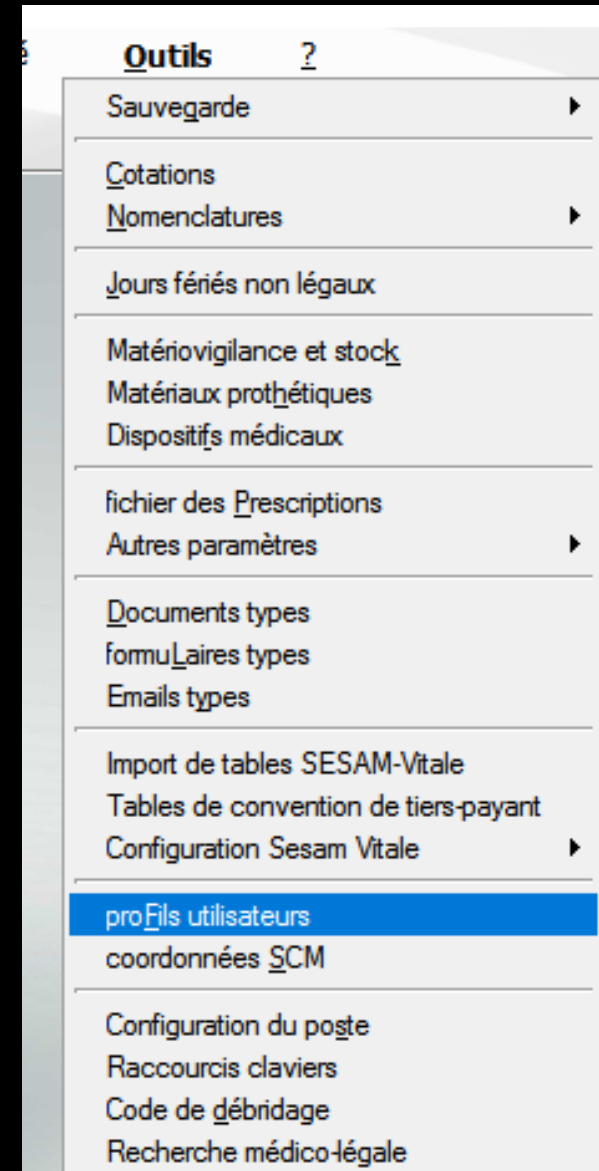 é Outils ?
Sauvegarde
Cotations
Nomenclatures
Jours fériés non légaux
Matériovigilance et stock
Matériaux prothétiques
Dispositifs médicaux
fichier des Prescriptions
Autres paramètres
Documents types
formuLaires types
Emails types
Import de tables SESAM-Vitale
Tables de convention de tiers-payant
Configuration Sesam Vitale
proFils utilisateurs
coordonnées SCM
Configuration du poste
Raccourcis claviers
Code de débridage
Recherche médico-légale